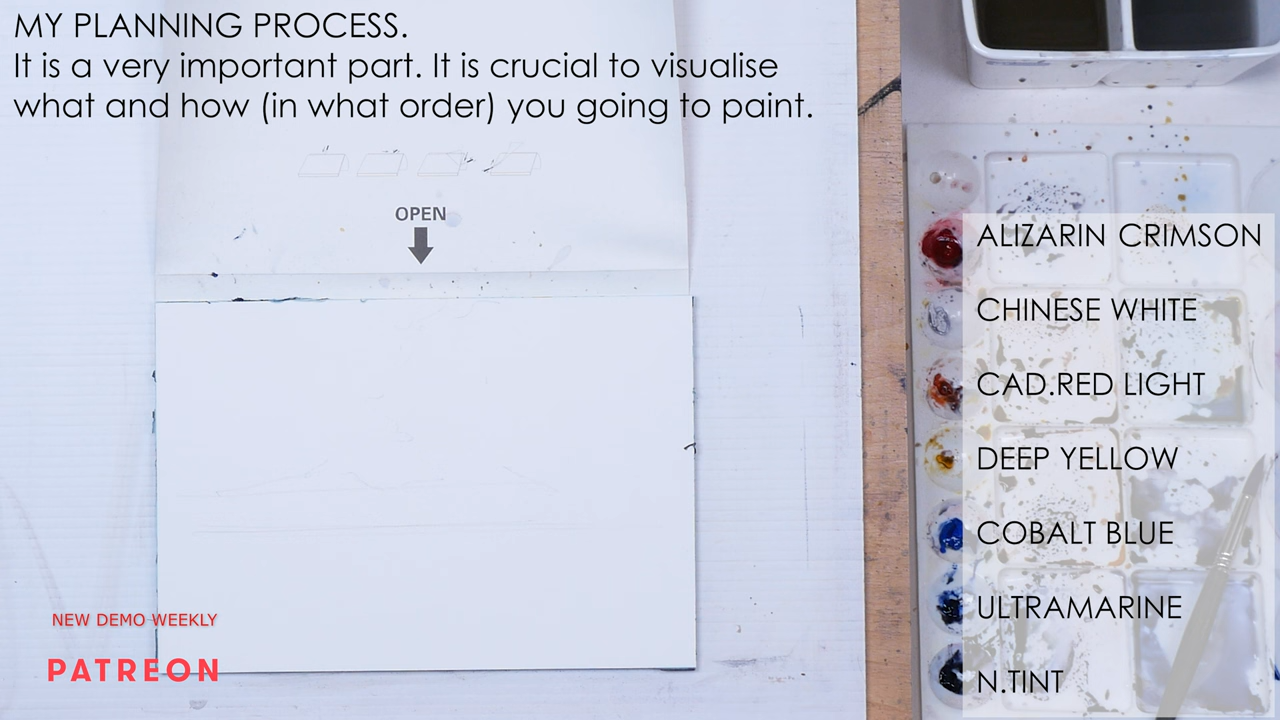 MY PLANNING PROCESS.
It is a very important part. It is crucial to visualise
what and how (in what order) you going to paint.
OPEN
ALIZARIN CRIMSON
CHINESE WHITE
CAD.RED LIGHT
DEEP YELLOW
COBALT BLUE
ULTRAMARINE
N.TINT
NEW DEMO WEEKLY
PATREON